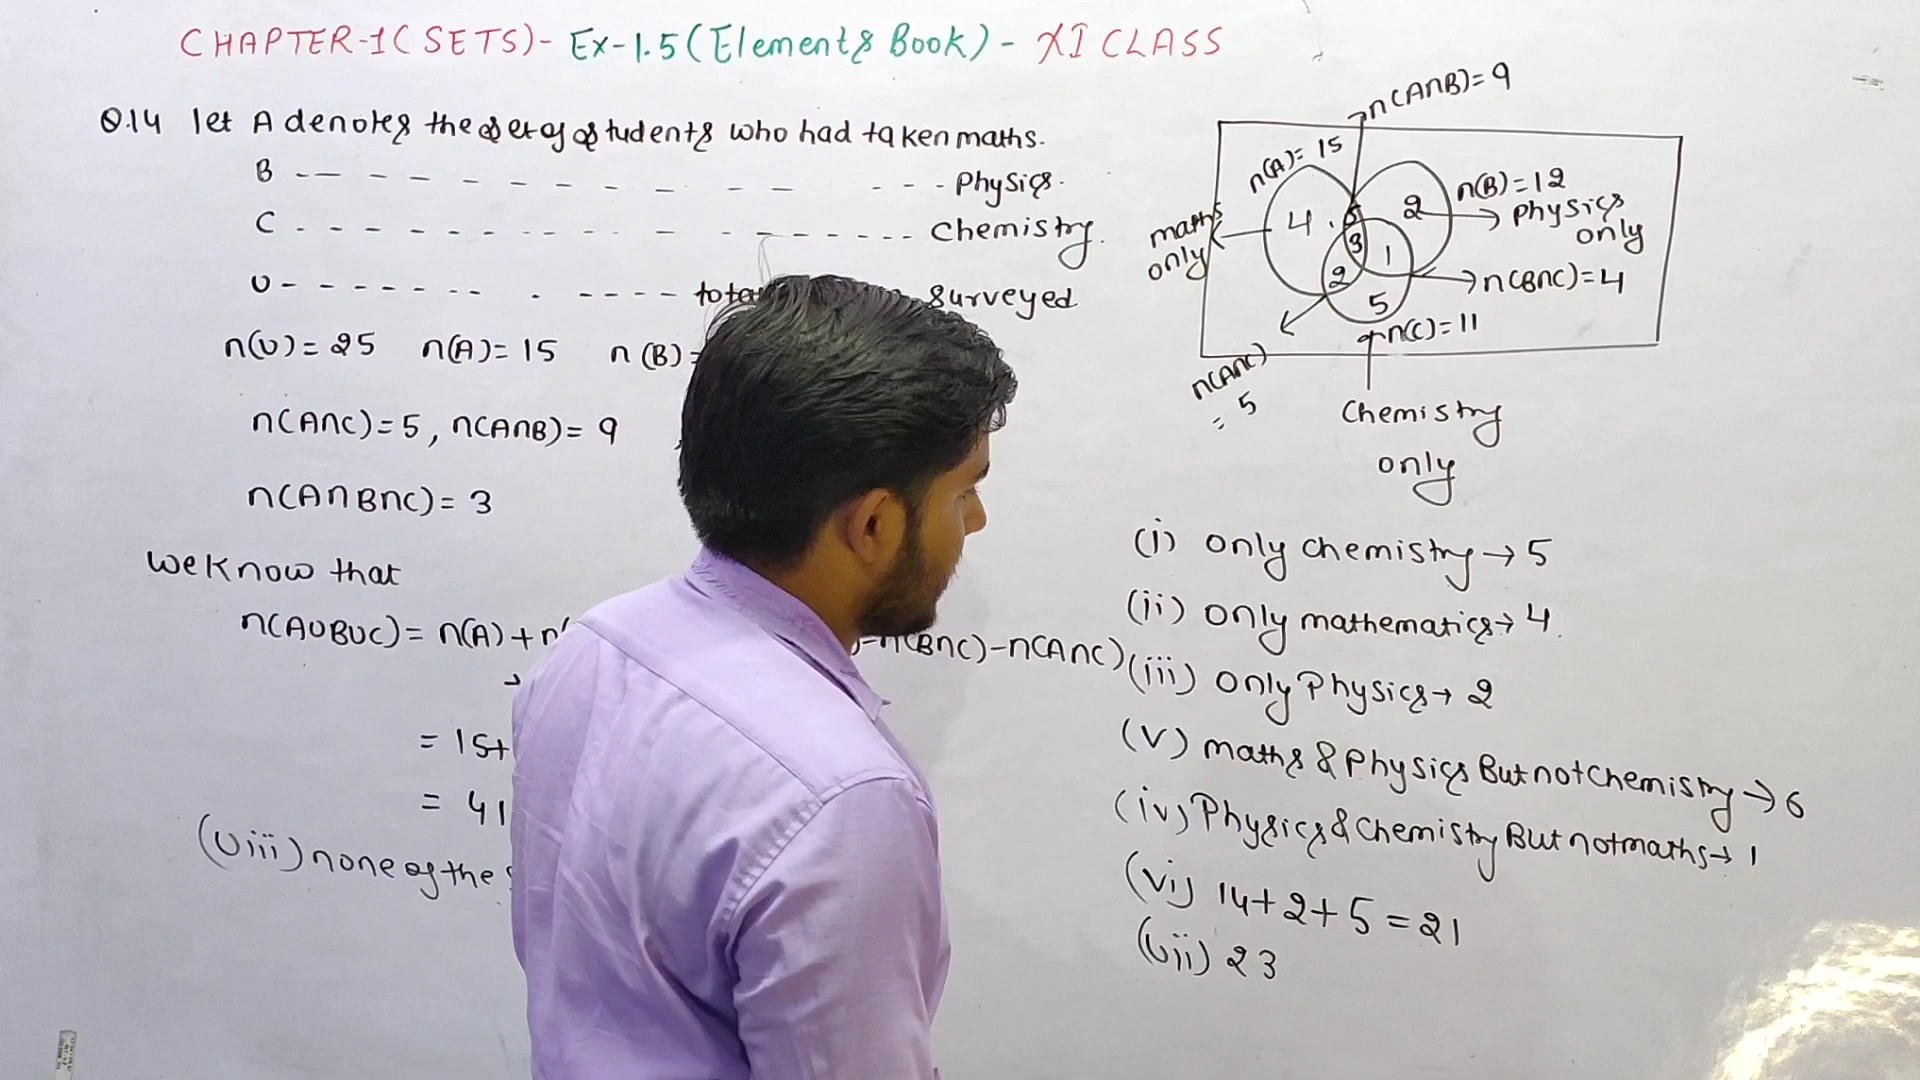 CHAPTER-1(SETS)- Ex-1.5(Elements Book)- XI CLASS
Q.14 let A denotes the set of students who had taken maths.
B - - - - - - - - - - - - - - Physics.
C - - - - - - - - - - - - - - - - Chemistry.
U - - - - - - - - . - - - - surveyed
n(U)=25 n(A)=15 n(B)=
n(A∩C)=5, n(A∩B)=9
n(A∩B∩C)=3
We know that
n(AUBUC)= n(A)+n( -n(B∩C)-n(A∩C)
= 15+
= 41
(viii) none of the
n(A∩B)=9
n(A)=15
n(B)=12
4 5 2
Physics only
maths only
3 1
2
n(B∩C)=4
5
n(C)=11
n(A∩C)
= 5
Chemistry
only
(i) only chemistry→5
(ii) only mathematics→4.
(iii) only Physics→2
(v) maths & Physics But not Chemistry→6
(iv) Physics & Chemistry But not maths→1
(vi) 14+2+5=21
(vii) 23